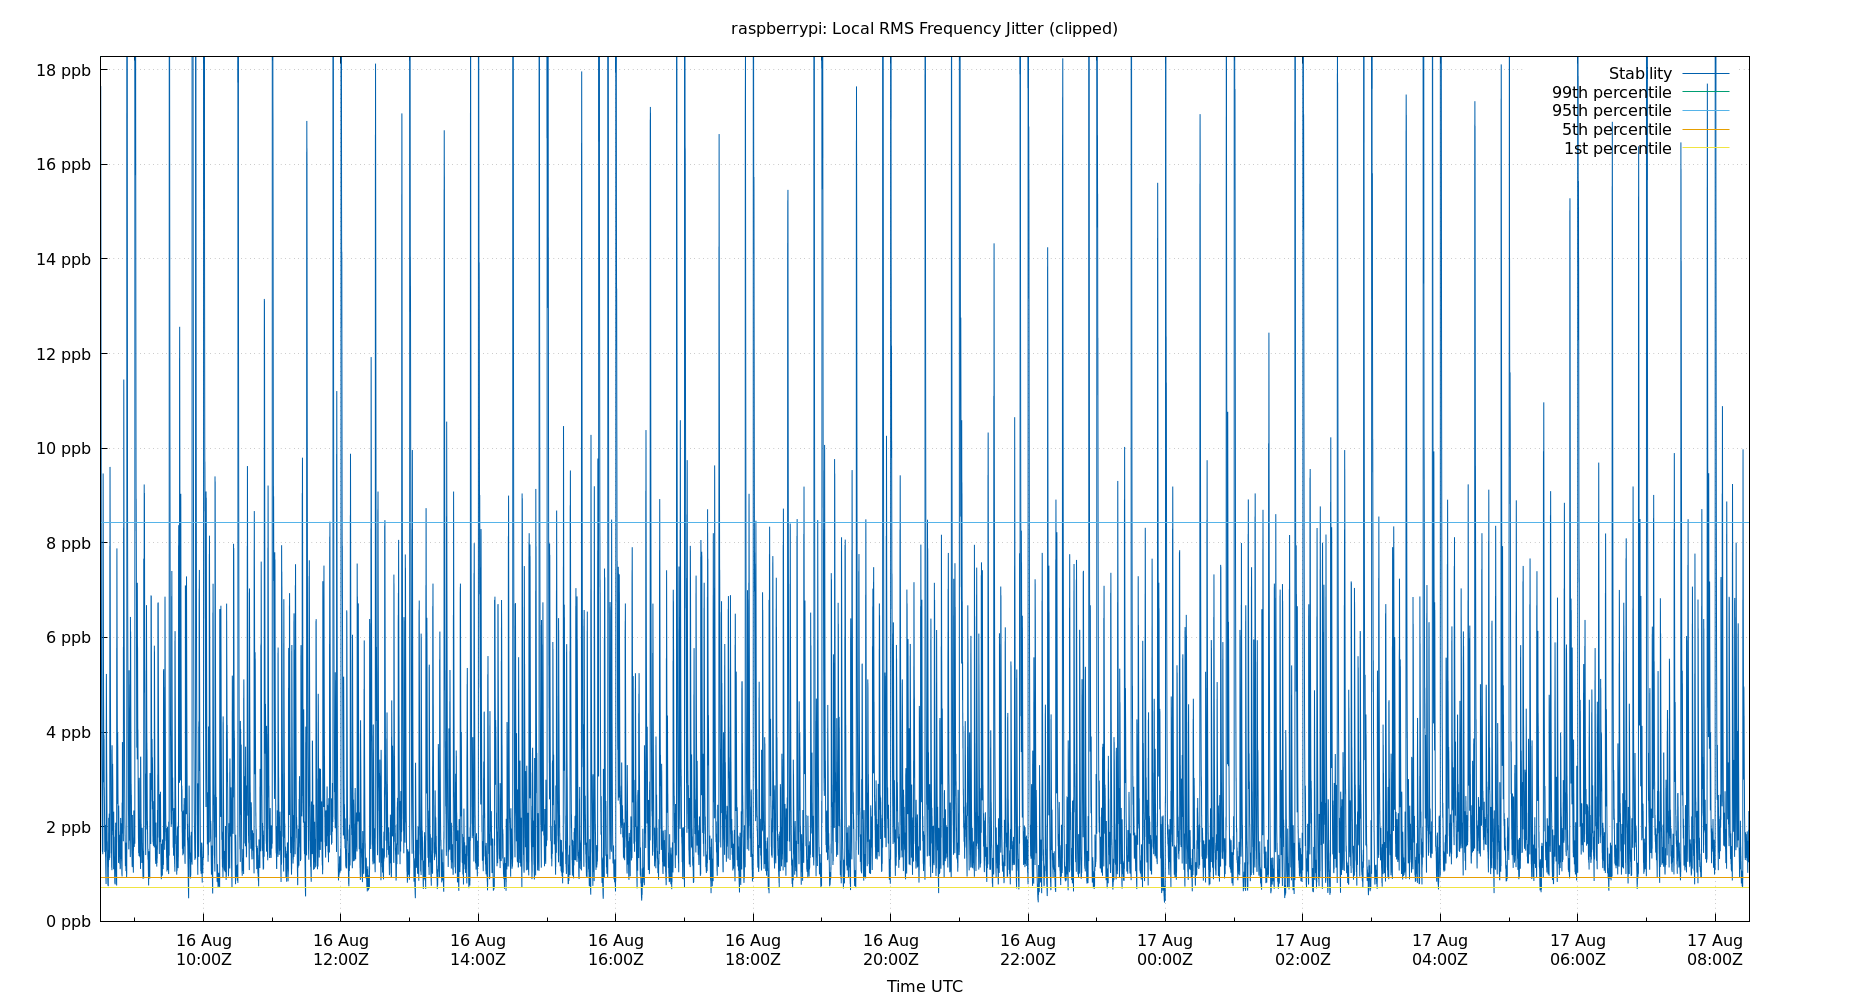 raspberrypi: Local RMS Frequency Jitter (clipped)
18 ppb
16 ppb
14 ppb
12 ppb
10 ppb
8 ppb
6 ppb
4 ppb
2 ppb
0 ppb
Stability
99th percentile
95th percentile
5th percentile
1st percentile
16 Aug 16 Aug 16 Aug 16 Aug 16 Aug 16 Aug 16 Aug 17 Aug 17 Aug 17 Aug 17 Aug 17 Aug
10:00Z 12:00Z 14:00Z 16:00Z 18:00Z 20:00Z 22:00Z 00:00Z 02:00Z 04:00Z 06:00Z 08:00Z
Time UTC